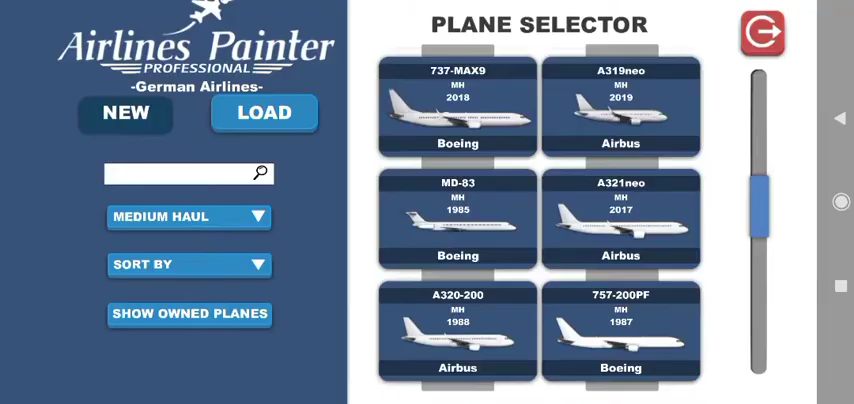 Airlines Painter
PROFESSIONAL
-German Airlines-
NEW
LOAD
MEDIUM HAUL
SORT BY
SHOW OWNED PLANES
PLANE SELECTOR
737-MAX9
MH
2018
Boeing
A319neo
MH
2019
Airbus
MD-83
MH
1985
Boeing
A321neo
MH
2017
Airbus
A320-200
MH
1988
Airbus
757-200PF
MH
1987
Boeing